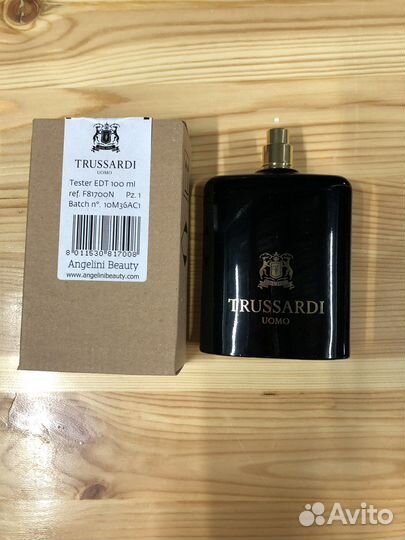 TRUSSARDI
UOMO
Tester EDT 100 ml
ref. F81700N Pz. 1
Batch n°. 10M36AC1
8 011530 817008
Angelini Beauty
www.angelinibeauty.com
TRUSSARDI
UOMO
Avito